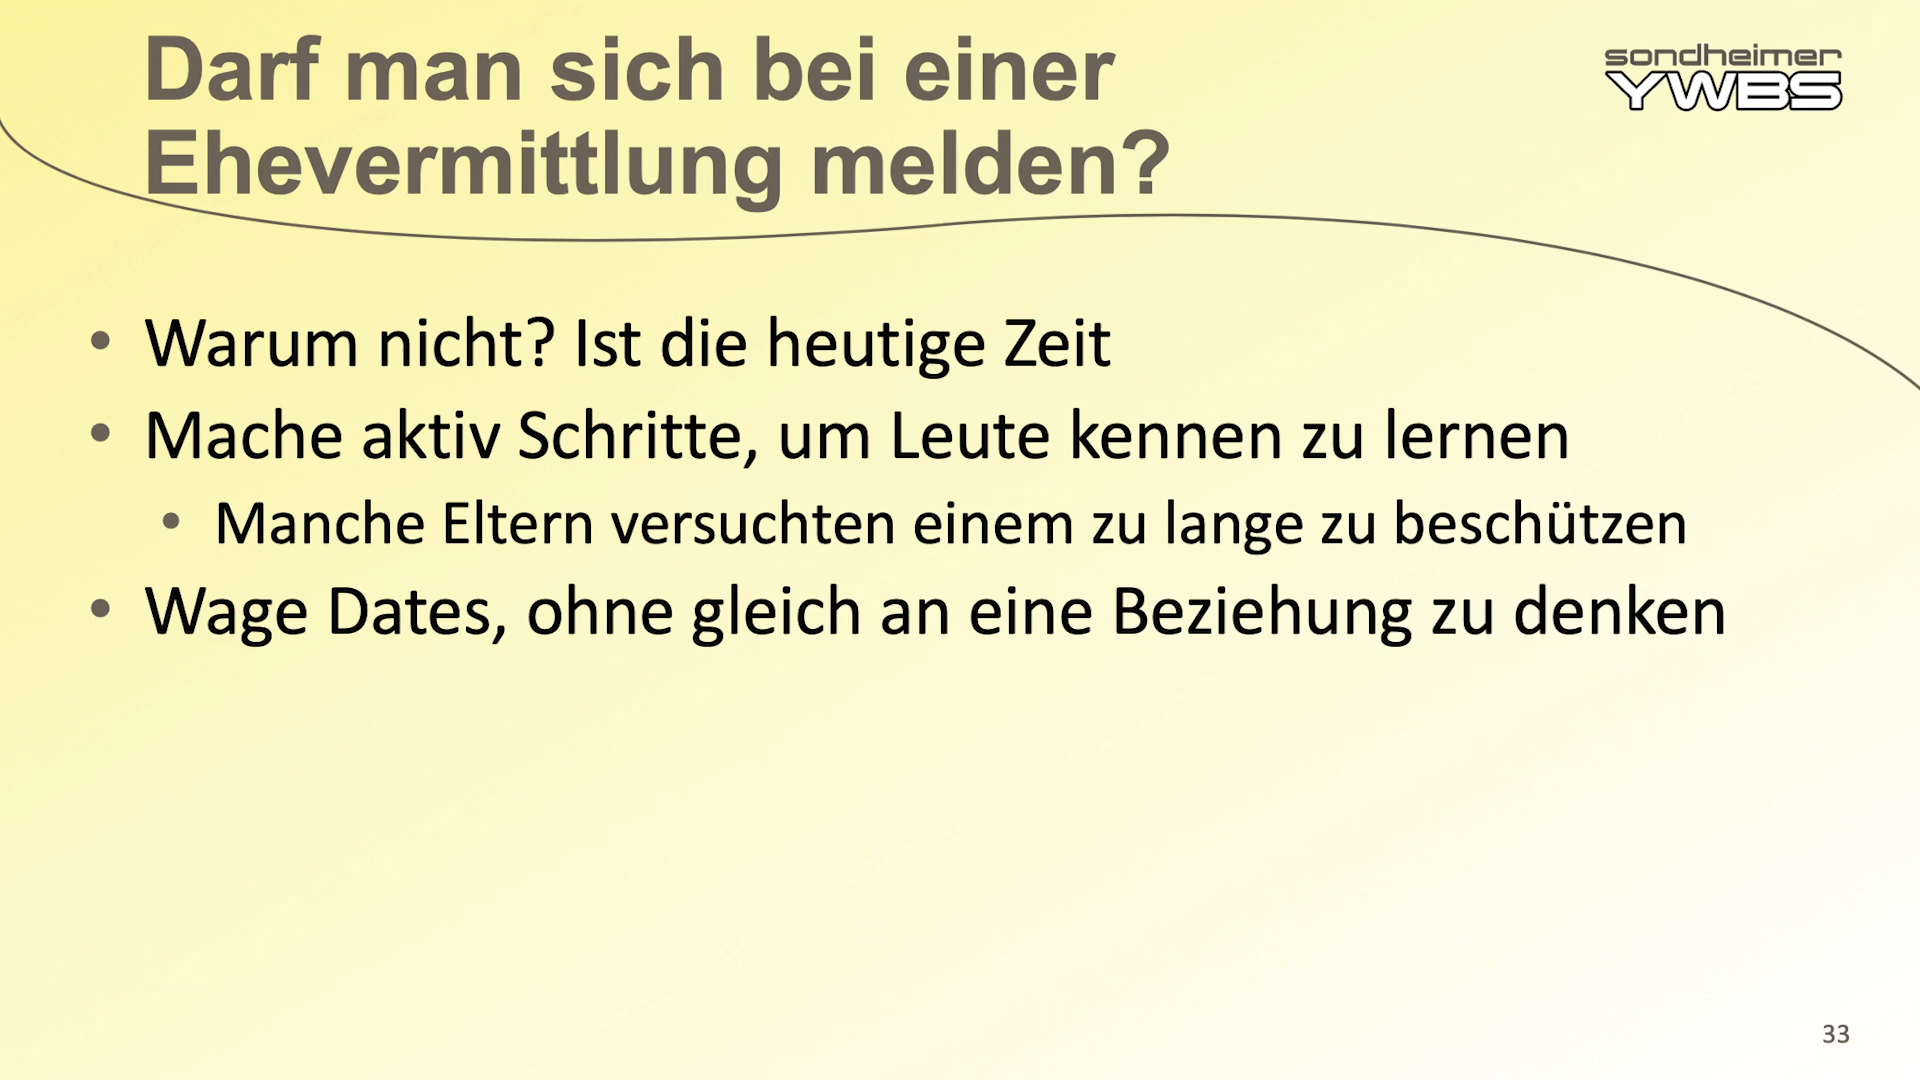 Darf man sich bei einer
Ehevermittlung melden?
sondheimer
YWBS
• Warum nicht? Ist die heutige Zeit
• Mache aktiv Schritte, um Leute kennen zu lernen
• Manche Eltern versuchten einem zu lange zu beschützen
• Wage Dates, ohne gleich an eine Beziehung zu denken
33